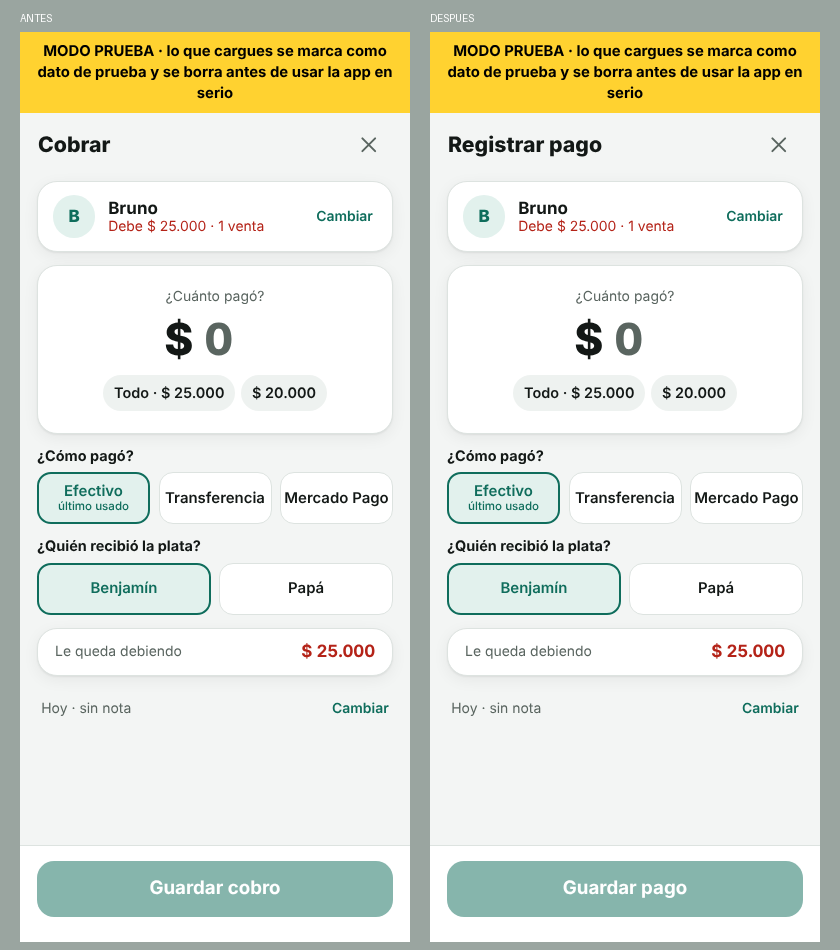 ANTES
MODO PRUEBA · lo que cargues se marca como
dato de prueba y se borra antes de usar la app en
serio
Cobrar
B
Bruno
Debe $ 25.000 · 1 venta
Cambiar
¿Cuánto pagó?
$ 0
Todo · $ 25.000
$ 20.000
¿Cómo pagó?
Efectivo
último usado
Transferencia
Mercado Pago
¿Quién recibió la plata?
Benjamín
Papá
Le queda debiendo
$ 25.000
Hoy · sin nota
Cambiar
Guardar cobro
DESPUES
MODO PRUEBA · lo que cargues se marca como
dato de prueba y se borra antes de usar la app en
serio
Registrar pago
B
Bruno
Debe $ 25.000 · 1 venta
Cambiar
¿Cuánto pagó?
$ 0
Todo · $ 25.000
$ 20.000
¿Cómo pagó?
Efectivo
último usado
Transferencia
Mercado Pago
¿Quién recibió la plata?
Benjamín
Papá
Le queda debiendo
$ 25.000
Hoy · sin nota
Cambiar
Guardar pago